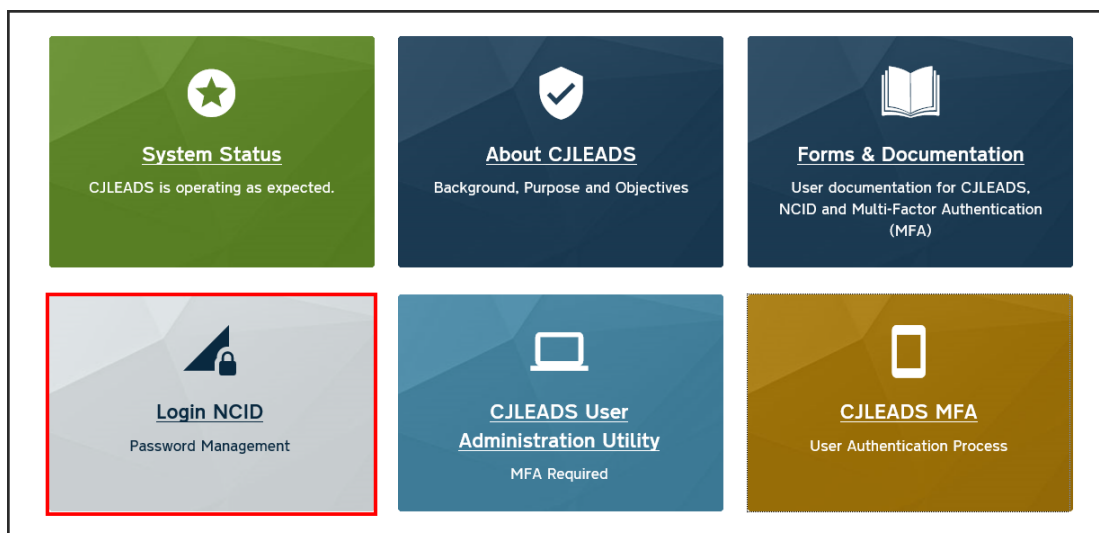 System Status
CJLEADS is operating as expected.
About CJLEADS
Background, Purpose and Objectives
Forms & Documentation
User documentation for CJLEADS,
NCID and Multi-Factor Authentication
(MFA)
Login NCID
Password Management
CJLEADS User
Administration Utility
MFA Required
CJLEADS MFA
User Authentication Process